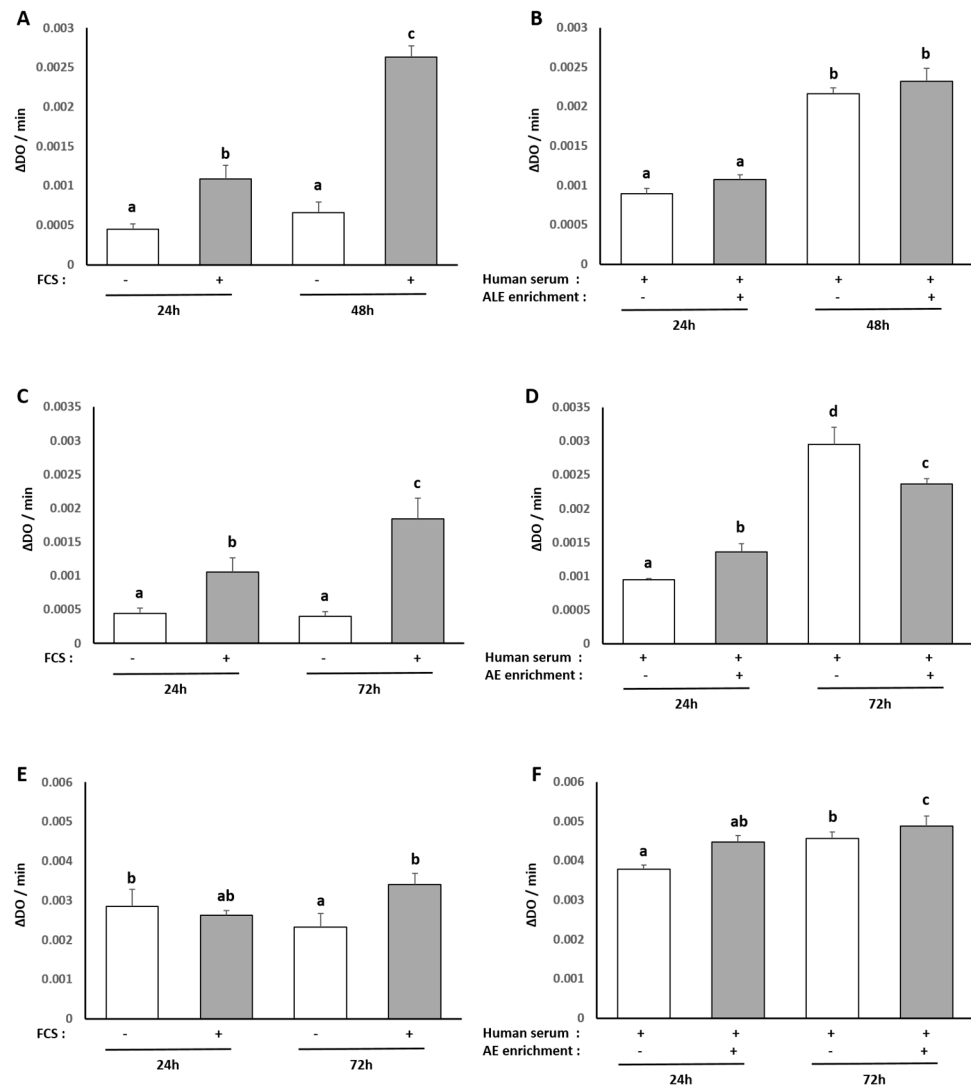 A
ΔDO / min
0.003
0.0025
0.002
0.0015
0.001
0.0005
0
a b a c
FCS : - + - +
24h 48h
B
ΔDO / min
0.003
0.0025
0.002
0.0015
0.001
0.0005
0
a a b b
Human serum : + + + +
ALE enrichment : - + - +
24h 48h
C
ΔDO / min
0.0035
0.003
0.0025
0.002
0.0015
0.001
0.0005
0
a b a c
FCS : - + - +
24h 72h
D
ΔDO / min
0.0035
0.003
0.0025
0.002
0.0015
0.001
0.0005
0
a b d c
Human serum : + + + +
AE enrichment : - + - +
24h 72h
E
ΔDO / min
0.006
0.005
0.004
0.003
0.002
0.001
0
b ab a b
FCS : - + - +
24h 72h
F
ΔDO / min
0.006
0.005
0.004
0.003
0.002
0.001
0
a ab b c
Human serum : + + + +
AE enrichment : - + - +
24h 72h